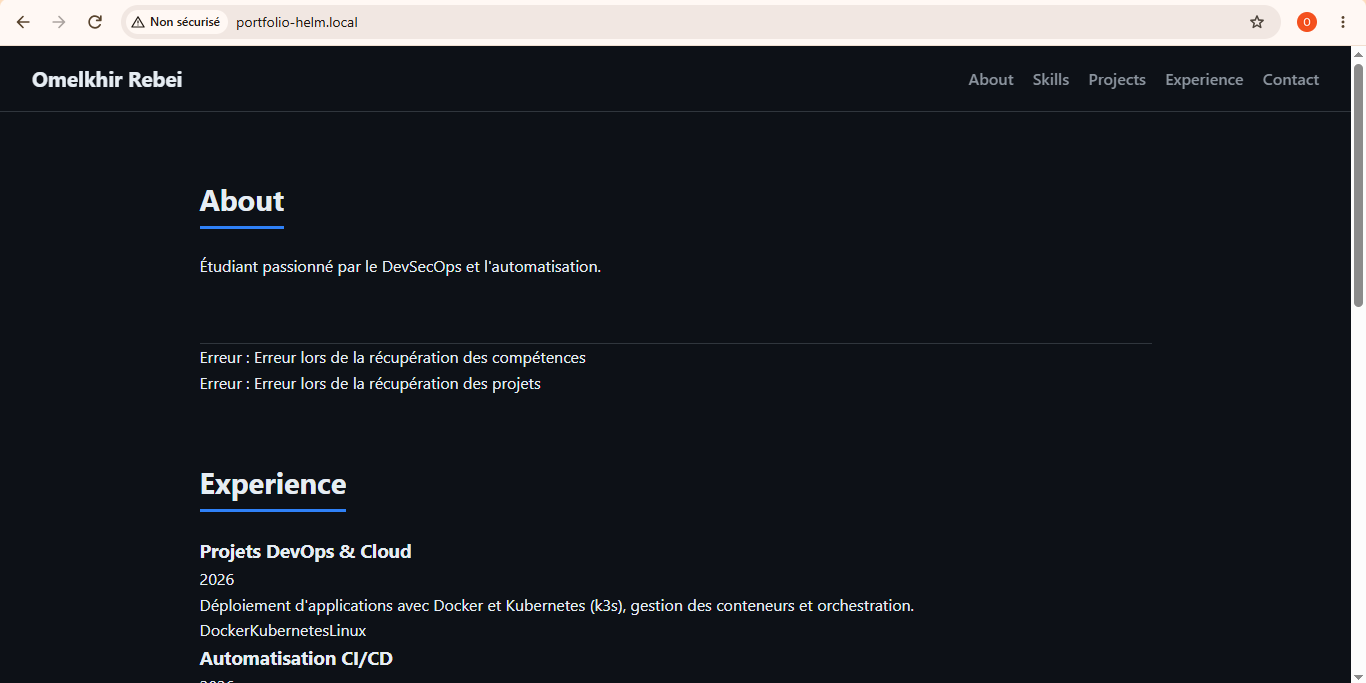 Non sécurisé portfolio-helm.local O
Omelkhir Rebei About Skills Projects Experience Contact
About
Étudiant passionné par le DevSecOps et l'automatisation.
Erreur : Erreur lors de la récupération des compétences
Erreur : Erreur lors de la récupération des projets
Experience
Projets DevOps & Cloud
2026
Déploiement d'applications avec Docker et Kubernetes (k3s), gestion des conteneurs et orchestration.
DockerKubernetesLinux
Automatisation CI/CD
2026